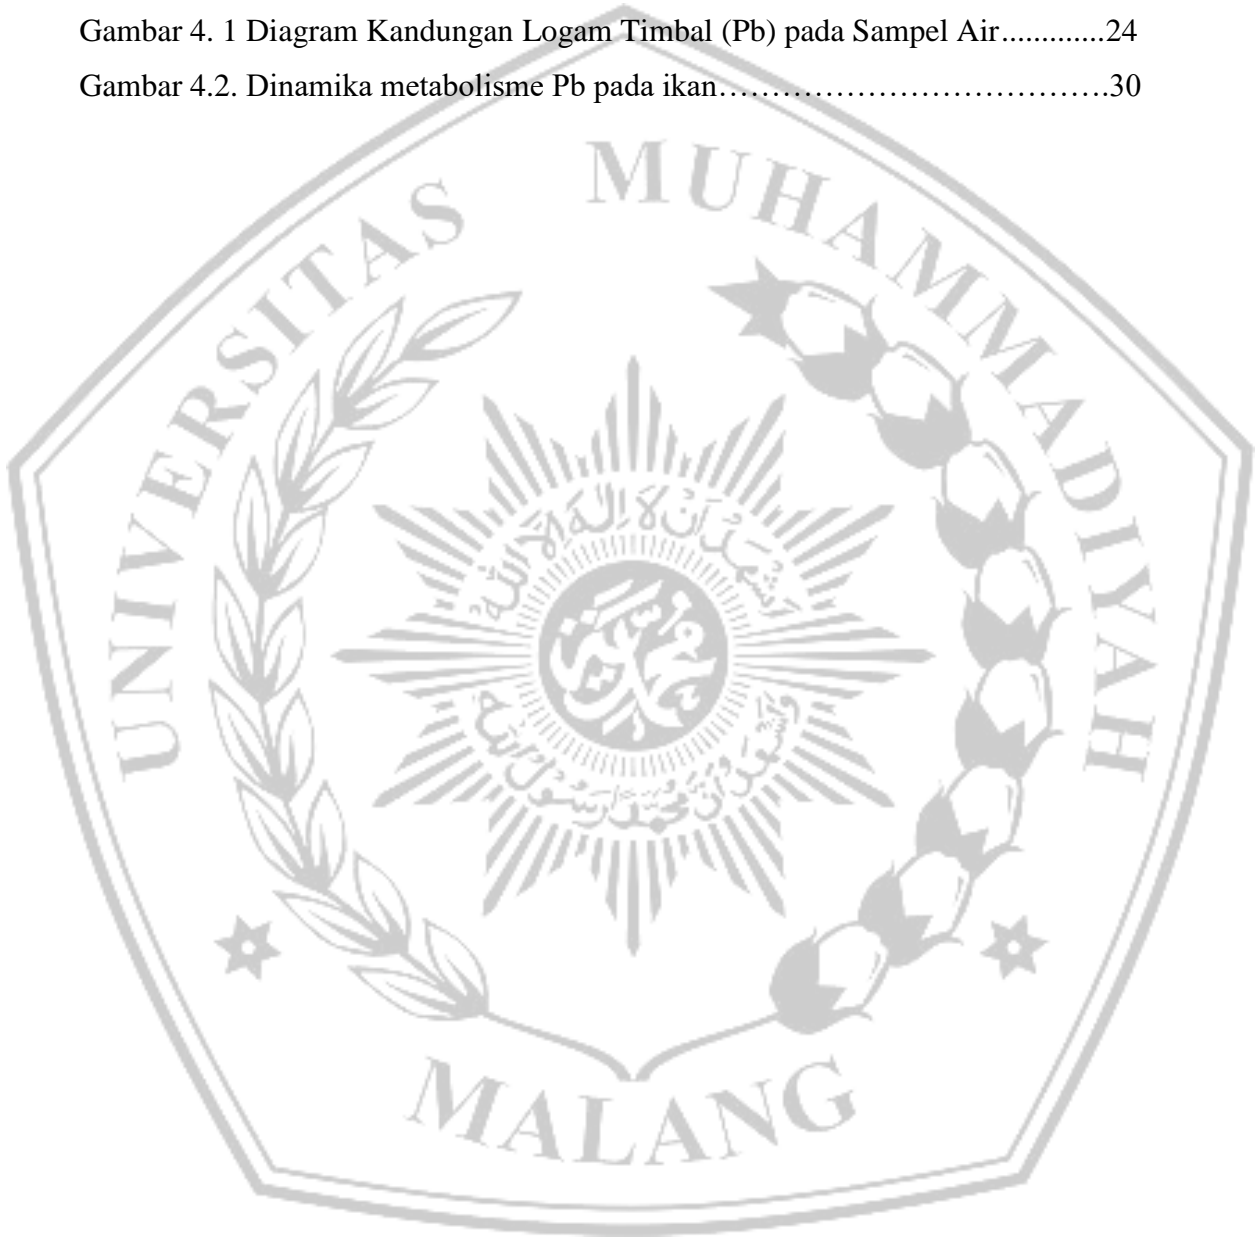 Gambar 4. 1 Diagram Kandungan Logam Timbal (Pb) pada Sampel Air.............24
Gambar 4.2. Dinamika metabolisme Pb pada ikan……………………………….30
UNIVERSITAS MUHAMMADIYAH
MALANG